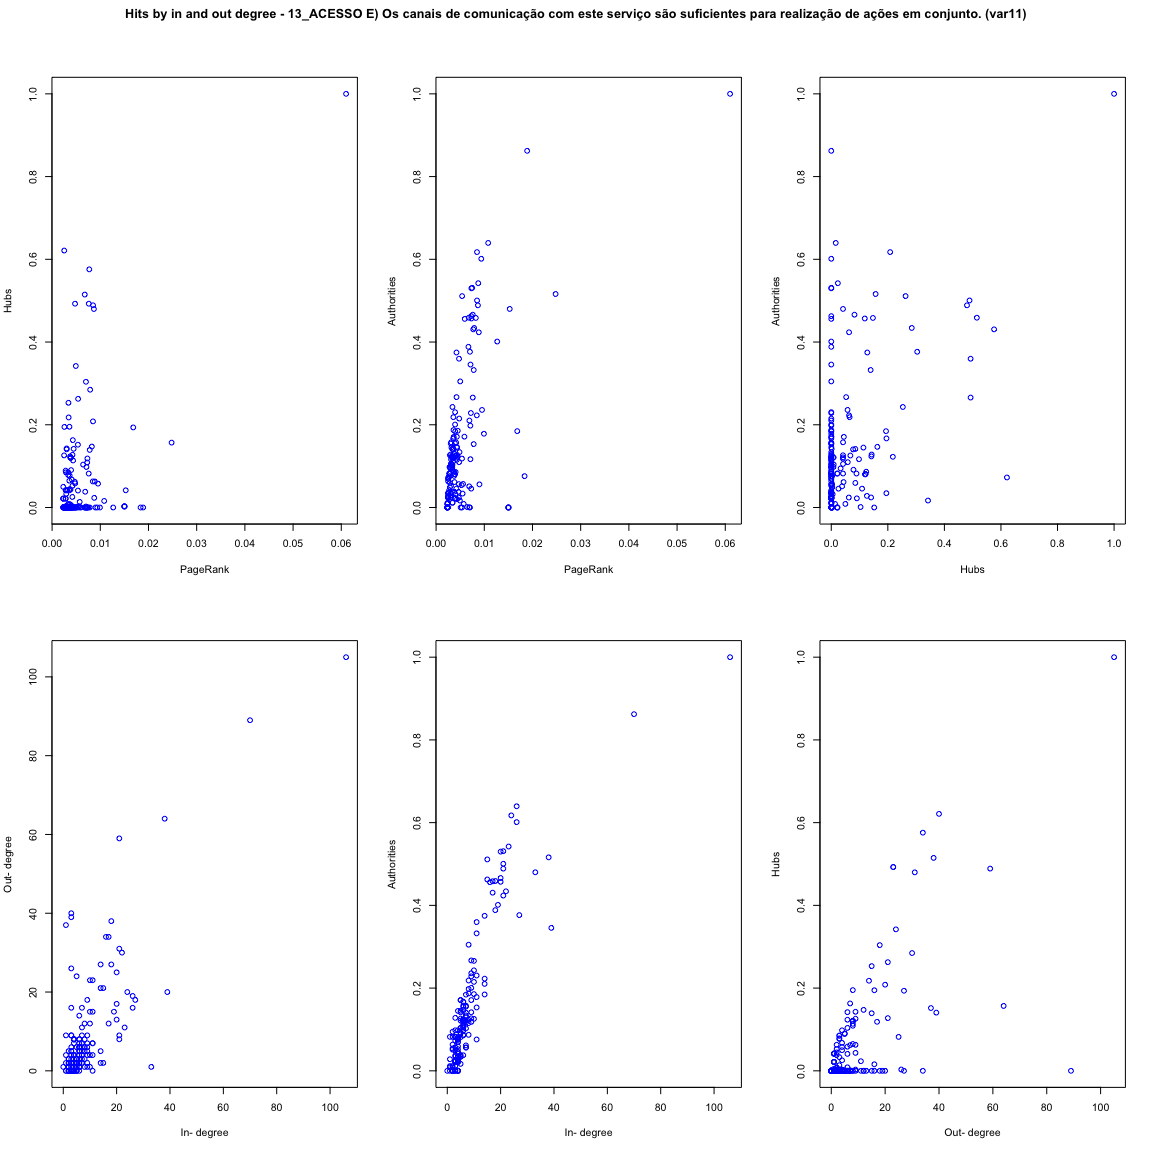 Hits by in and out degree - 13_ACESSO E) Os canais de comunicação com este serviço são suficientes para realização de ações em conjunto. (var11)
Hubs
0.0 0.2 0.4 0.6 0.8 1.0
0.00 0.01 0.02 0.03 0.04 0.05 0.06
PageRank
Authorities
0.0 0.2 0.4 0.6 0.8 1.0
0.00 0.01 0.02 0.03 0.04 0.05 0.06
PageRank
Authorities
0.0 0.2 0.4 0.6 0.8 1.0
0.0 0.2 0.4 0.6 0.8 1.0
Hubs
Out- degree
0 20 40 60 80 100
0 20 40 60 80 100
In- degree
Authorities
0.0 0.2 0.4 0.6 0.8 1.0
0 20 40 60 80 100
In- degree
Hubs
0.0 0.2 0.4 0.6 0.8 1.0
0 20 40 60 80 100
Out- degree